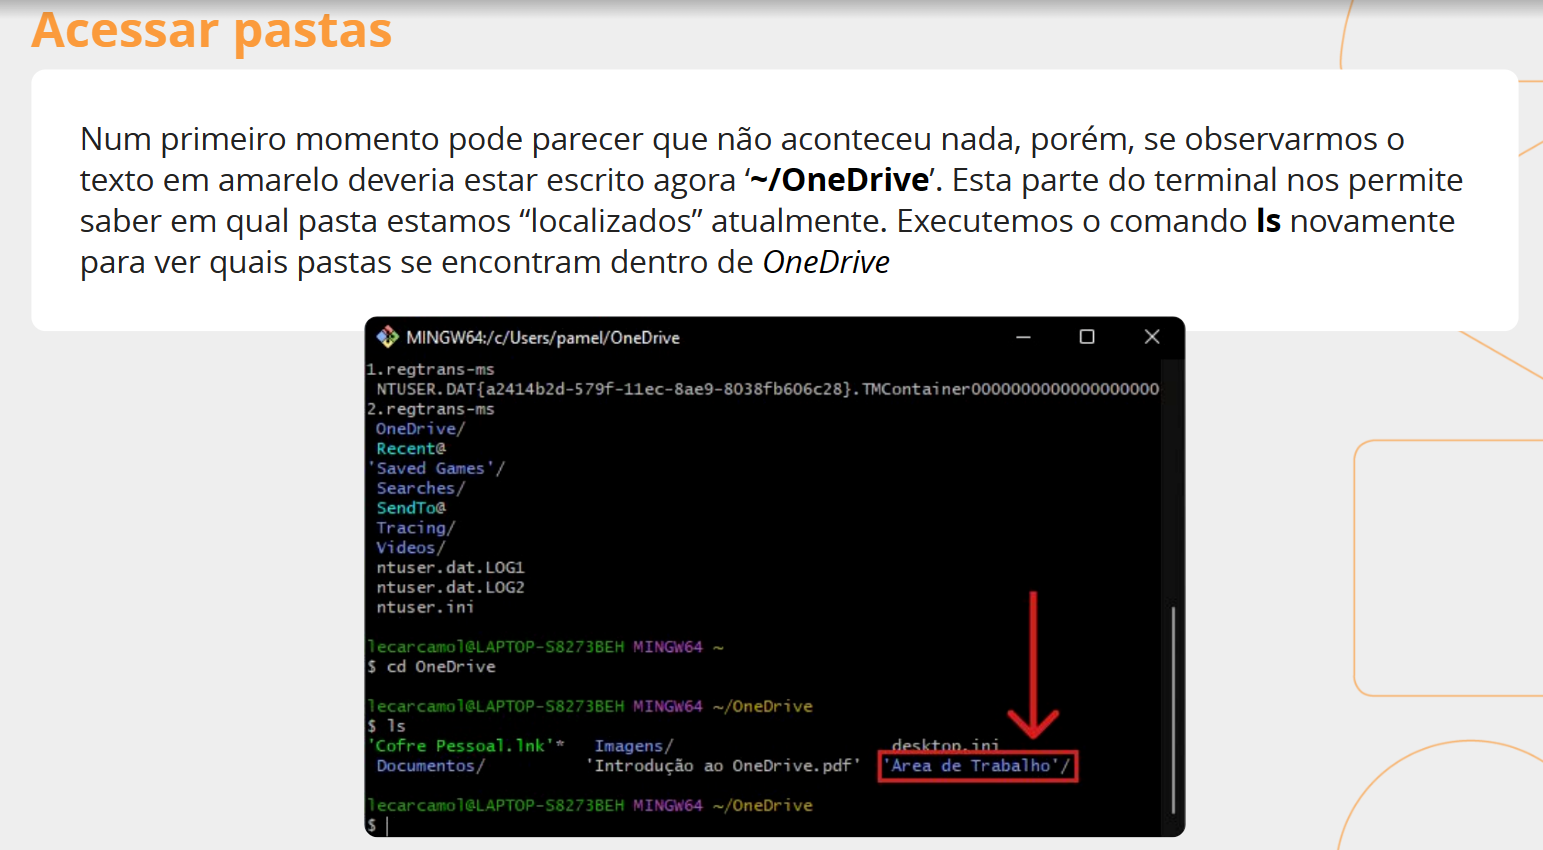 Acessar pastas
Num primeiro momento pode parecer que não aconteceu nada, porém, se observarmos o
texto em amarelo deveria estar escrito agora ‘~/OneDrive’. Esta parte do terminal nos permite
saber em qual pasta estamos “localizados” atualmente. Executemos o comando ls novamente
para ver quais pastas se encontram dentro de OneDrive
MINGW64:/c/Users/pamel/OneDrive
1.regtrans-ms
NTUSER.DAT{a2414b2d-579f-11ec-8ae9-8038fb606c28}.TMContainer0000000000000000000
2.regtrans-ms
OneDrive/
Recent@
'Saved Games'/
Searches/
SendTo@
Tracing/
Videos/
ntuser.dat.LOG1
ntuser.dat.LOG2
ntuser.ini
lecarcamol@LAPTOP-S8273BEH MINGW64 ~
$ cd OneDrive
lecarcamol@LAPTOP-S8273BEH MINGW64 ~/OneDrive
$ ls
'Cofre Pessoal.lnk'* Imagens/ desktop.ini
Documentos/ 'Introdução ao OneDrive.pdf' 'Área de Trabalho'/
lecarcamol@LAPTOP-S8273BEH MINGW64 ~/OneDrive
$